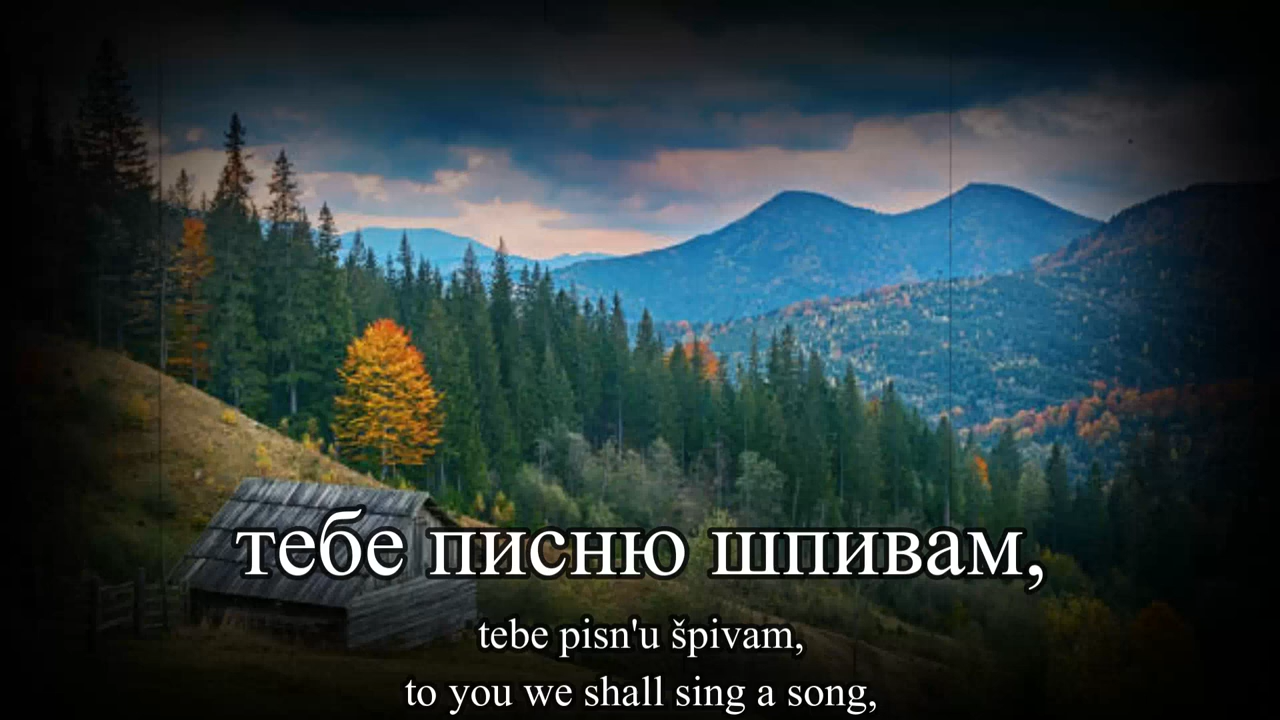 тебе писню шпивам,
tebe pisn'u špivam,
to you we shall sing a song,